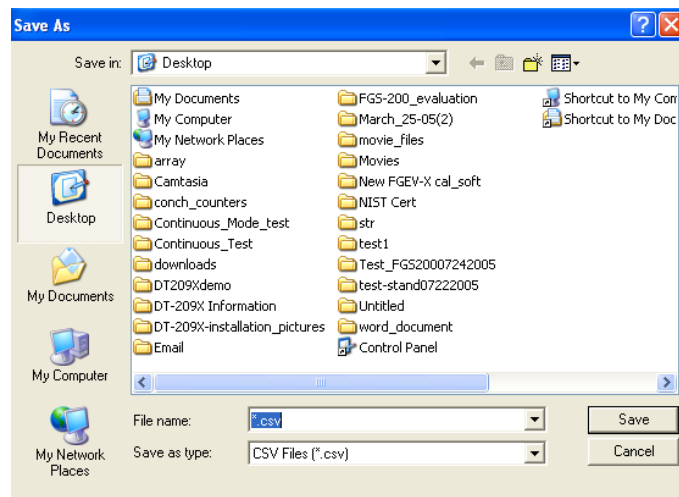 Save As
Save in: Desktop
My Recent Documents
Desktop
My Documents
My Computer
My Network Places
My Documents
My Computer
My Network Places
array
Camtasia
conch_counters
Continuous_Mode_test
Continuous_Test
downloads
DT209Xdemo
DT-209X Information
DT-209X-installation_pictures
Email
FGS-200_evaluation
March_25-05(2)
movie_files
Movies
New FGEV-X cal_soft
NIST Cert
str
test1
Test_FGS20007242005
test-stand07222005
Untitled
word_document
Control Panel
Shortcut to My Com
Shortcut to My Doc
File name: *.csv
Save
Save as type: CSV Files (*.csv)
Cancel